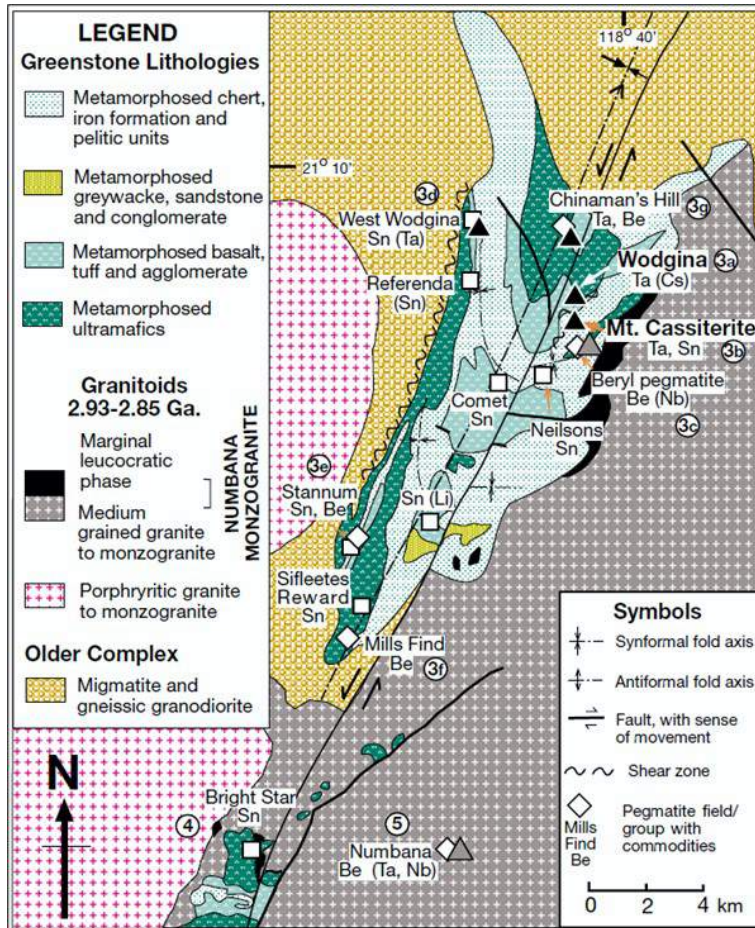 LEGEND
Greenstone Lithologies
Metamorphosed chert,
iron formation and
pelitic units
Metamorphosed
greywacke, sandstone
and conglomerate
Metamorphosed basalt,
tuff and agglomerate
Metamorphosed
ultramafics
Granitoids
2.93-2.85 Ga.
Marginal
leucocratic
phase
Medium
grained granite
to monzogranite
NUMBANA
MONZOGRANITE
Porphyritic granite
to monzogranite
Older Complex
Migmatite and
gneissic granodiorite
N
118° 40'
21° 10'
3d
West Wodgina
Sn (Ta)
Referenda
(Sn)
Chinaman's Hill
Ta, Be
3g
Wodgina
Ta (Cs)
3a
Mt. Cassiterite
Ta, Sn
3b
Beryl pegmatite
Be (Nb)
3c
Comet
Sn
Neilsons
Sn
3e
Stannum
Sn, Be
Sn (Li)
Sifleetes
Reward
Sn
Mills Find
Be
3f
Bright Star
Sn
4
5
Numbana
Be (Ta, Nb)
Symbols
Synformal fold axis
Antiformal fold axis
Fault, with sense
of movement
Shear zone
Mills
Find
Be
Pegmatite field/
group with
commodities
0 2 4
km